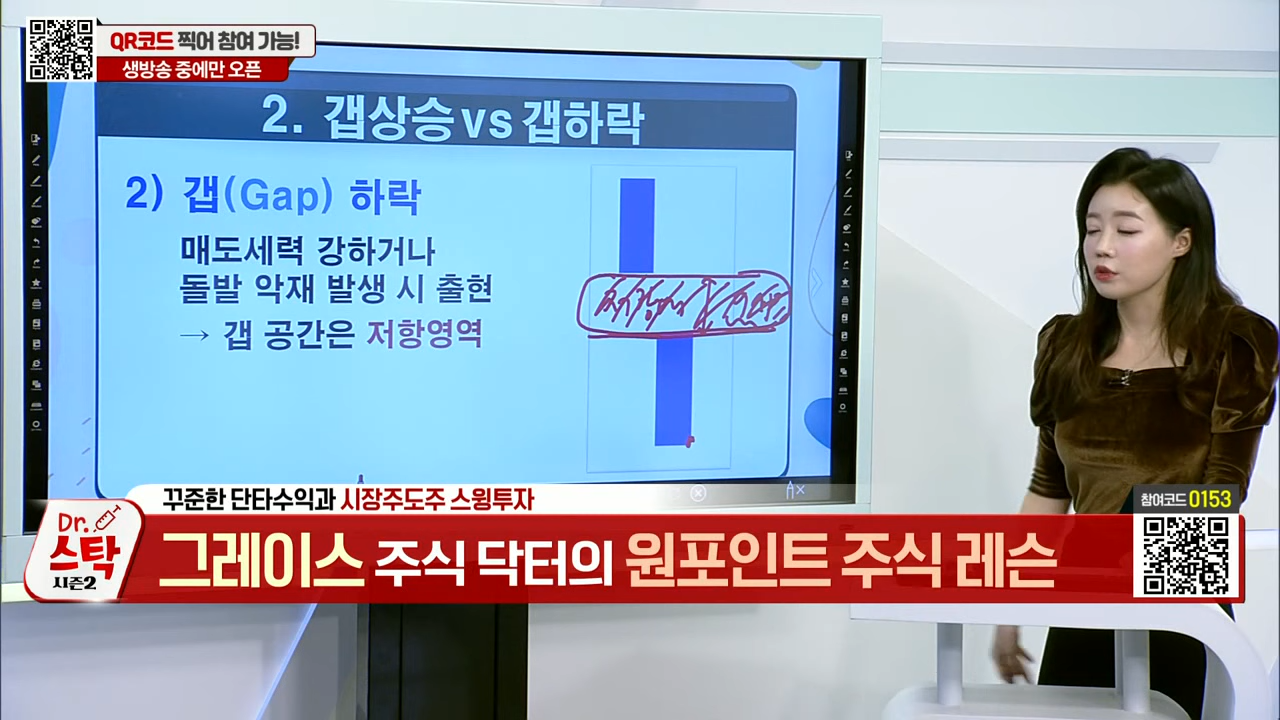 QR코드 찍어 참여 가능!
생방송 중에만 오픈
2. 갭상승 vs 갭하락
2) 갭(Gap) 하락
매도세력 강하거나
돌발 악재 발생 시 출현
→ 갭 공간은 저항영역
꾸준한 단타수익과 시장주도주 스윙투자
Dr.
스탁
시즌2
그레이스 주식 닥터의 원포인트 주식 레슨
참여코드 0153